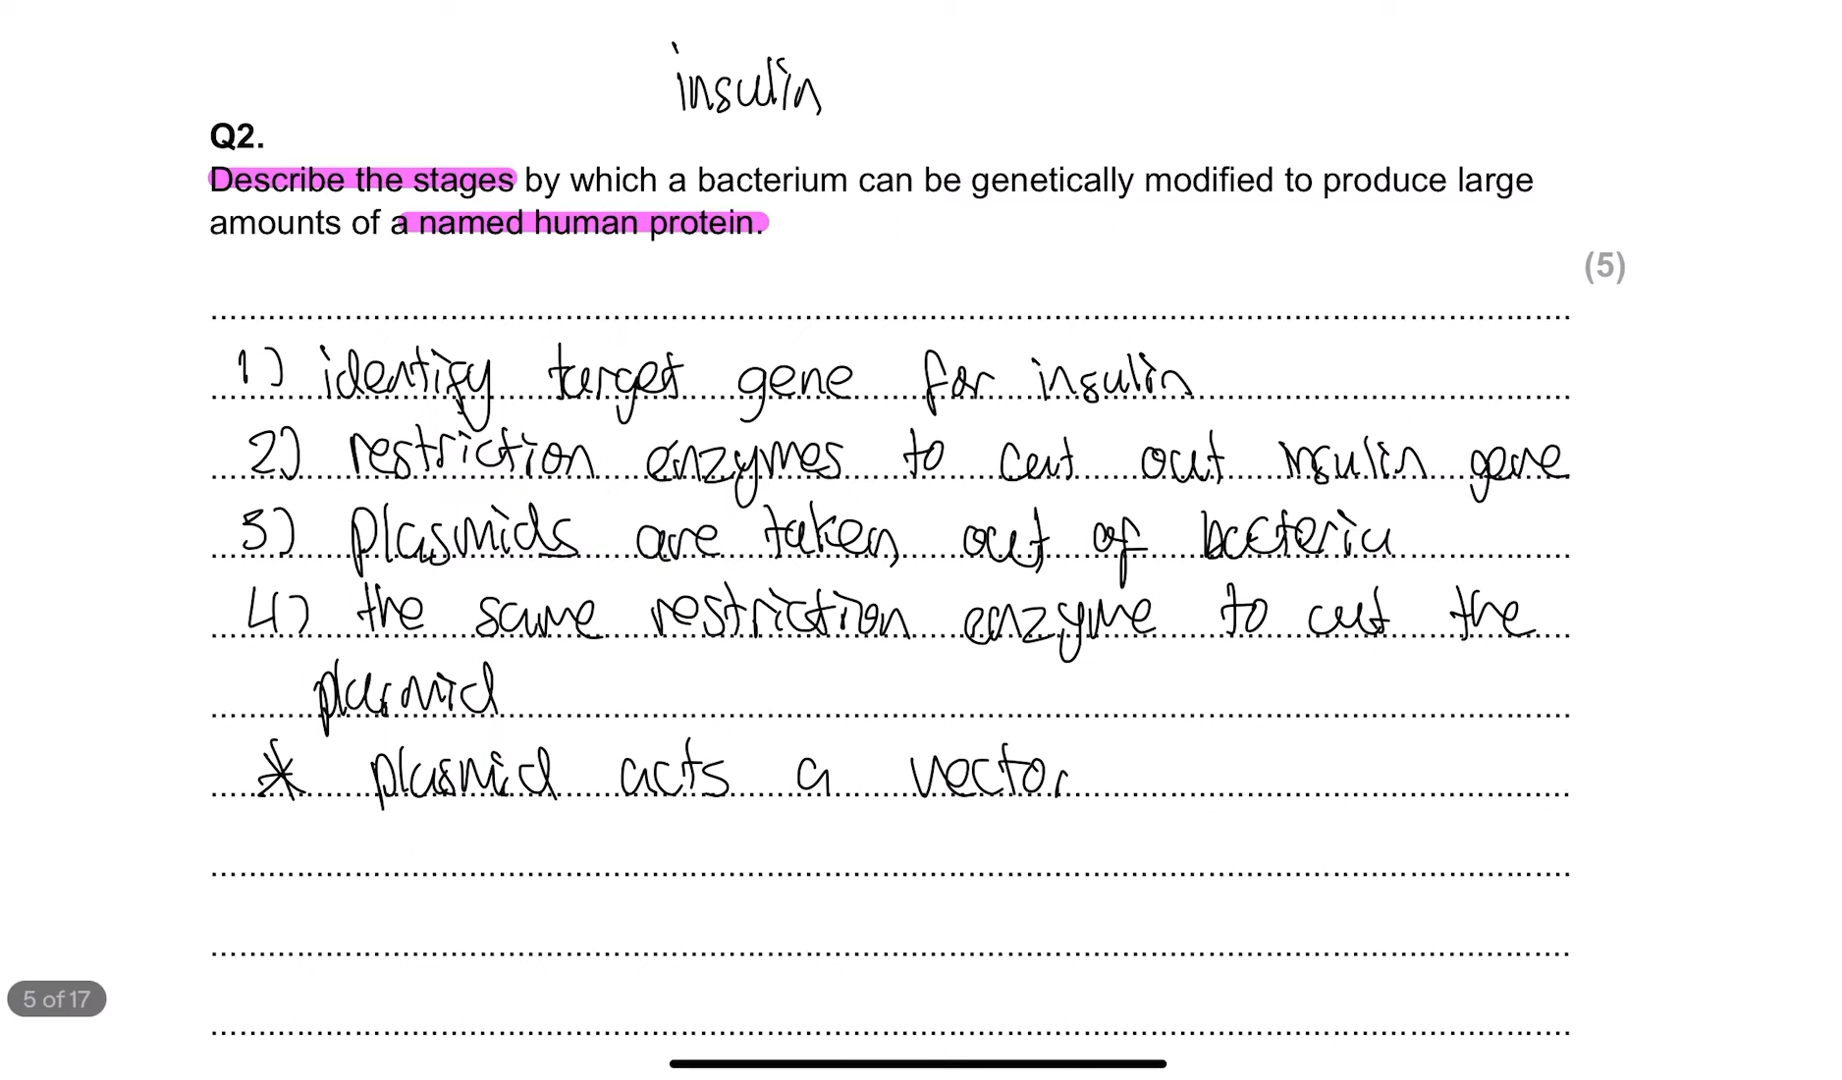 insulin
Q2.
Describe the stages by which a bacterium can be genetically modified to produce large
amounts of a named human protein.
(5)
1) identify target gene for insulin
2) restriction enzymes to cut out insulin gene
3) plasmids are taken out of bacteria
4) the same restriction enzyme to cut the
plasmid
* plasmid acts a vector
5 of 17